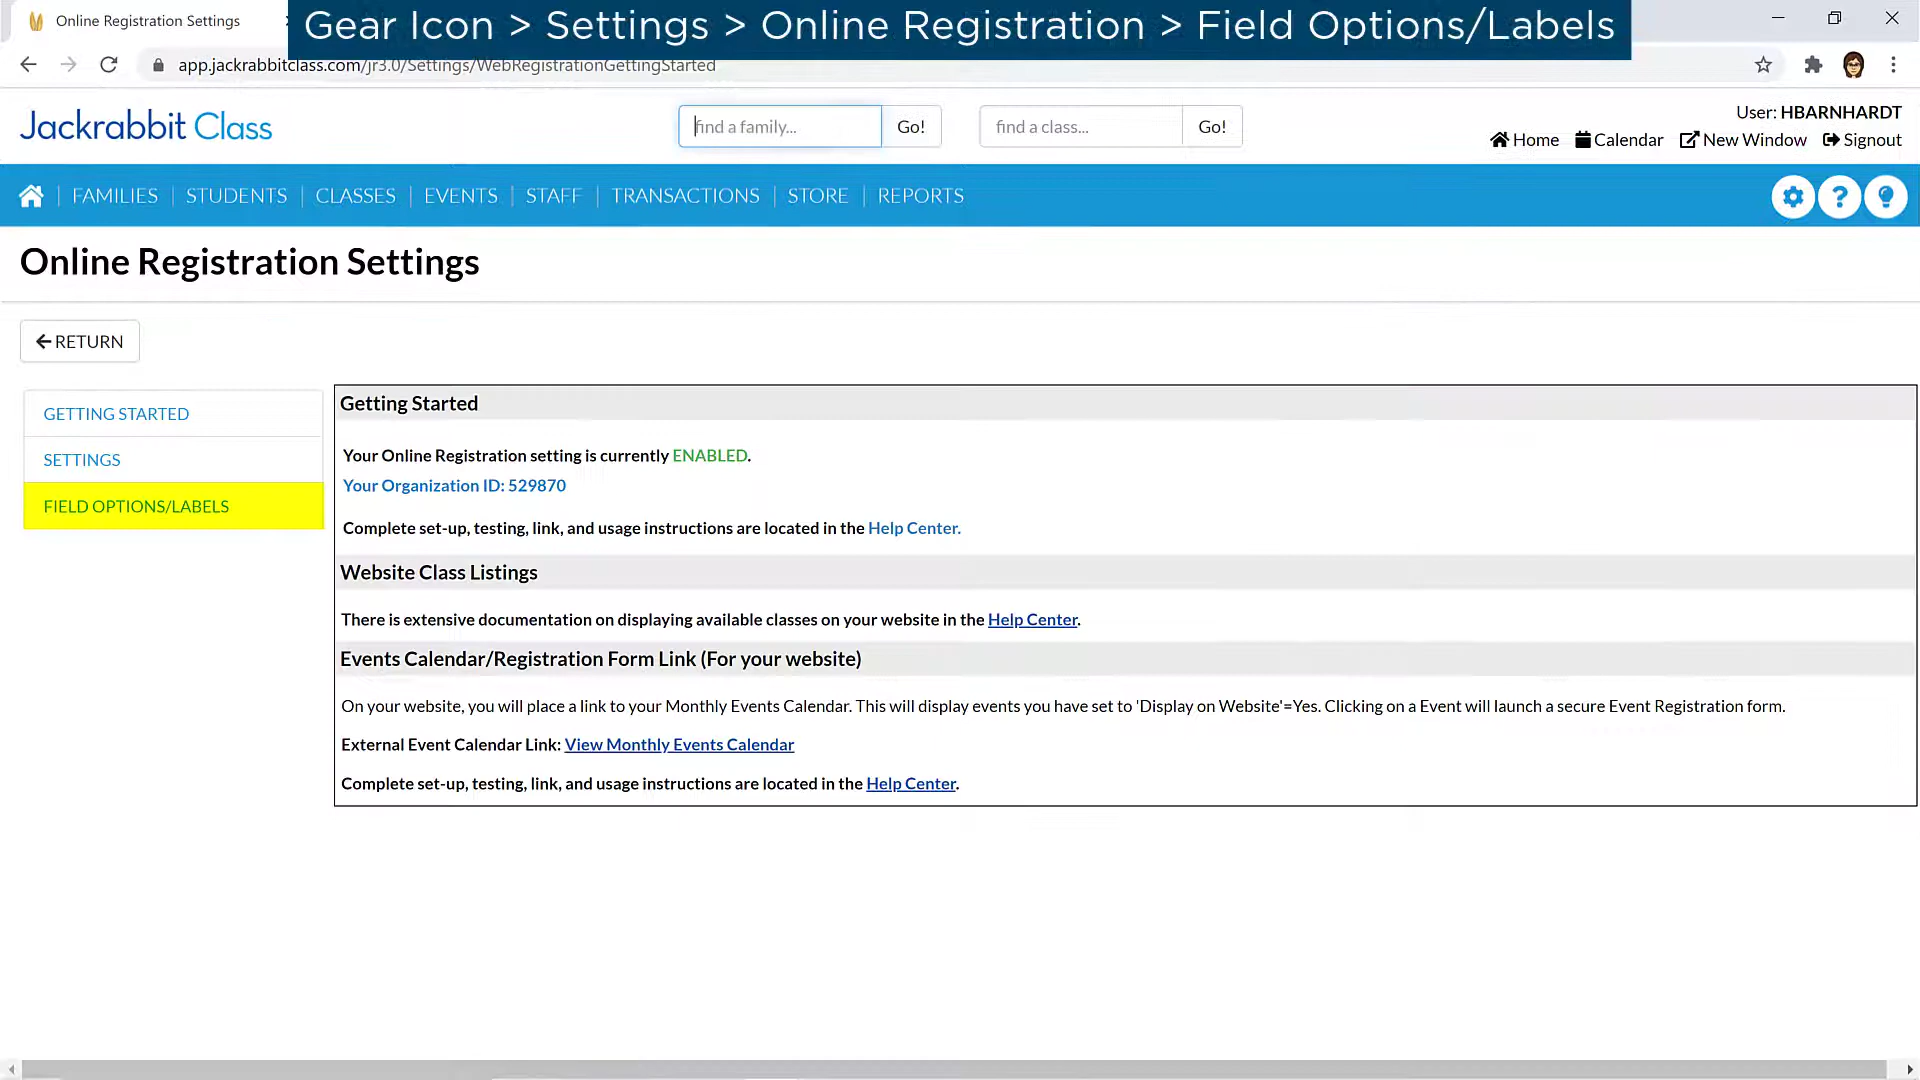 Online Registration Settings
Gear Icon > Settings > Online Registration > Field Options/Labels
app.jackrabbitclass.com/jr3.0/Settings/WebRegistrationGettingStarted
Jackrabbit Class
find a family...
Go!
find a class...
Go!
User: HBARNHARDT
Home
Calendar
New Window
Signout
FAMILIES
STUDENTS
CLASSES
EVENTS
STAFF
TRANSACTIONS
STORE
REPORTS
?
Online Registration Settings
RETURN
GETTING STARTED
SETTINGS
FIELD OPTIONS/LABELS
Getting Started
Your Online Registration setting is currently ENABLED.
Your Organization ID: 529870
Complete set-up, testing, link, and usage instructions are located in the Help Center.
Website Class Listings
There is extensive documentation on displaying available classes on your website in the Help Center.
Events Calendar/Registration Form Link (For your website)
On your website, you will place a link to your Monthly Events Calendar. This will display events you have set to 'Display on Website'=Yes. Clicking on a Event will launch a secure Event Registration form.
External Event Calendar Link: View Monthly Events Calendar
Complete set-up, testing, link, and usage instructions are located in the Help Center.